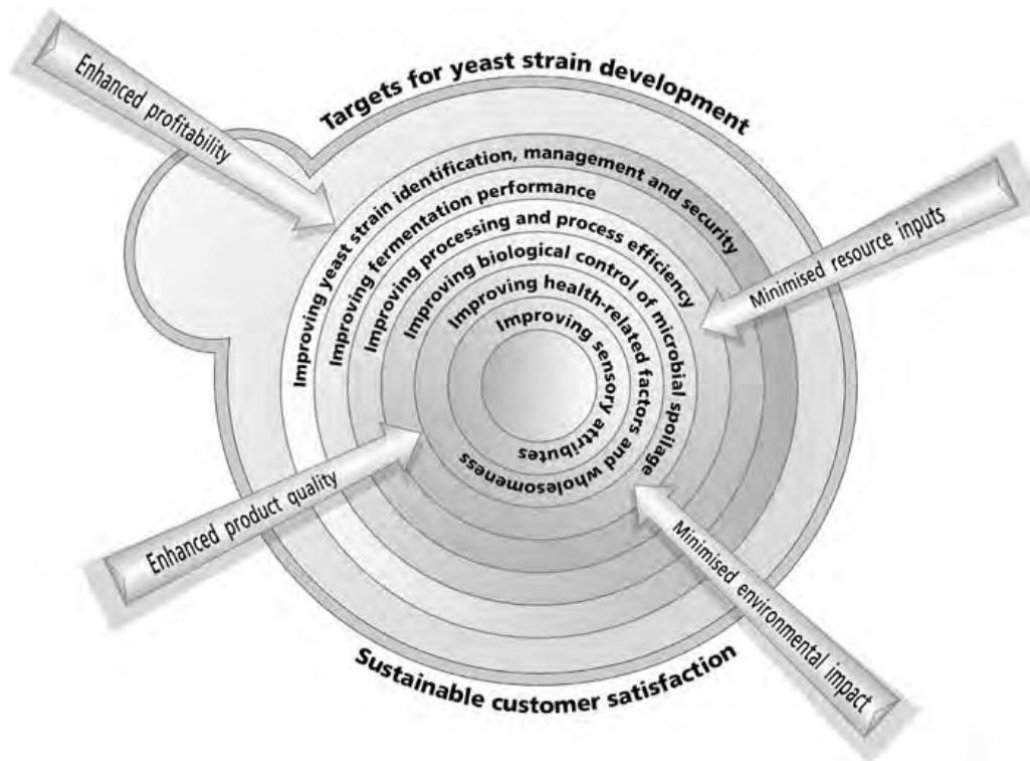 Targets for yeast strain development
Enhanced profitability
Improving yeast strain identification, management and security
Improving fermentation performance
Improving processing and process efficiency
Improving biological control of microbial spoilage
Improving health-related factors and wholesomeness
Improving sensory attributes
Minimised resource inputs
Enhanced product quality
Minimised environmental impact
Sustainable customer satisfaction